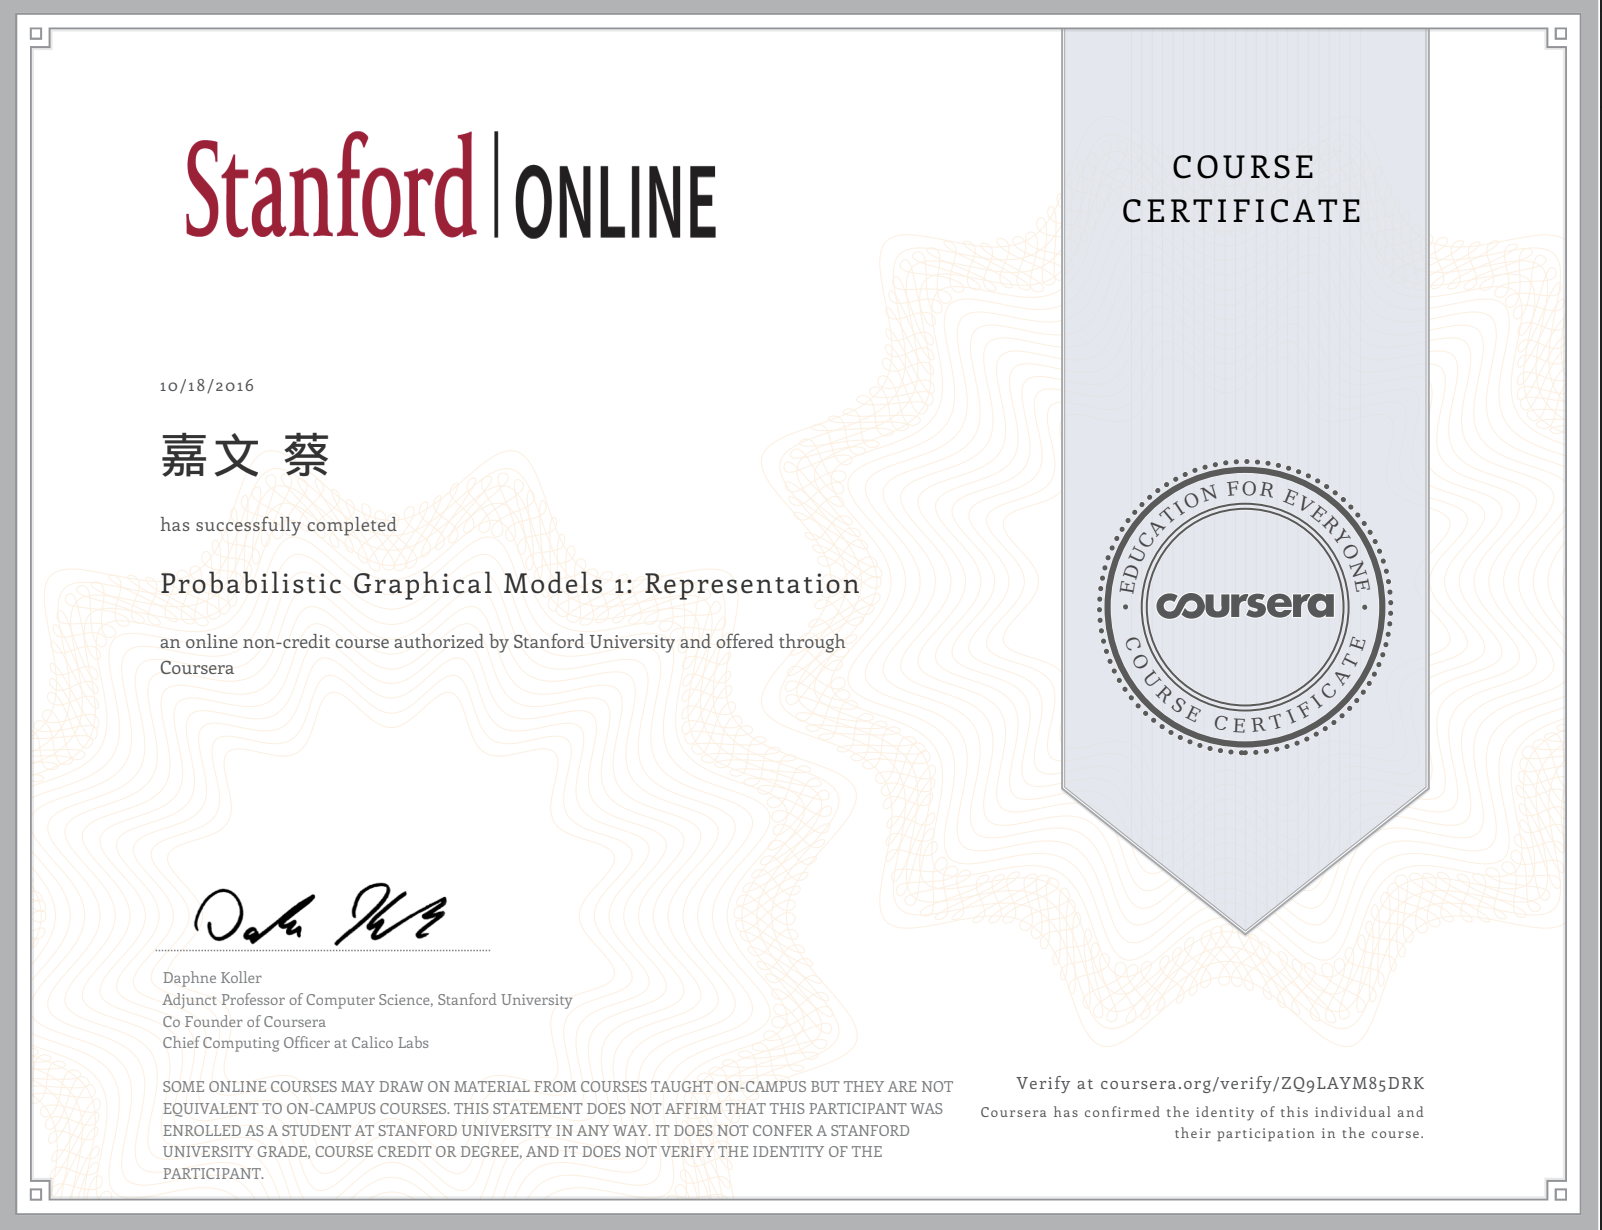 Stanford | ONLINE
COURSE
CERTIFICATE
10/18/2016
嘉文 蔡
has successfully completed
Probabilistic Graphical Models 1: Representation
an online non-credit course authorized by Stanford University and offered through
Coursera
EDUCATION FOR EVERYONE
coursera
COURSE CERTIFICATE
Daphne Koller
Adjunct Professor of Computer Science, Stanford University
Co Founder of Coursera
Chief Computing Officer at Calico Labs
SOME ONLINE COURSES MAY DRAW ON MATERIAL FROM COURSES TAUGHT ON-CAMPUS BUT THEY ARE NOT
EQUIVALENT TO ON-CAMPUS COURSES. THIS STATEMENT DOES NOT AFFIRM THAT THIS PARTICIPANT WAS
ENROLLED AS A STUDENT AT STANFORD UNIVERSITY IN ANY WAY. IT DOES NOT CONFER A STANFORD
UNIVERSITY GRADE, COURSE CREDIT OR DEGREE, AND IT DOES NOT VERIFY THE IDENTITY OF THE
PARTICIPANT.
Verify at coursera.org/verify/ZQ9LAYM85DRK
Coursera has confirmed the identity of this individual and
their participation in the course.